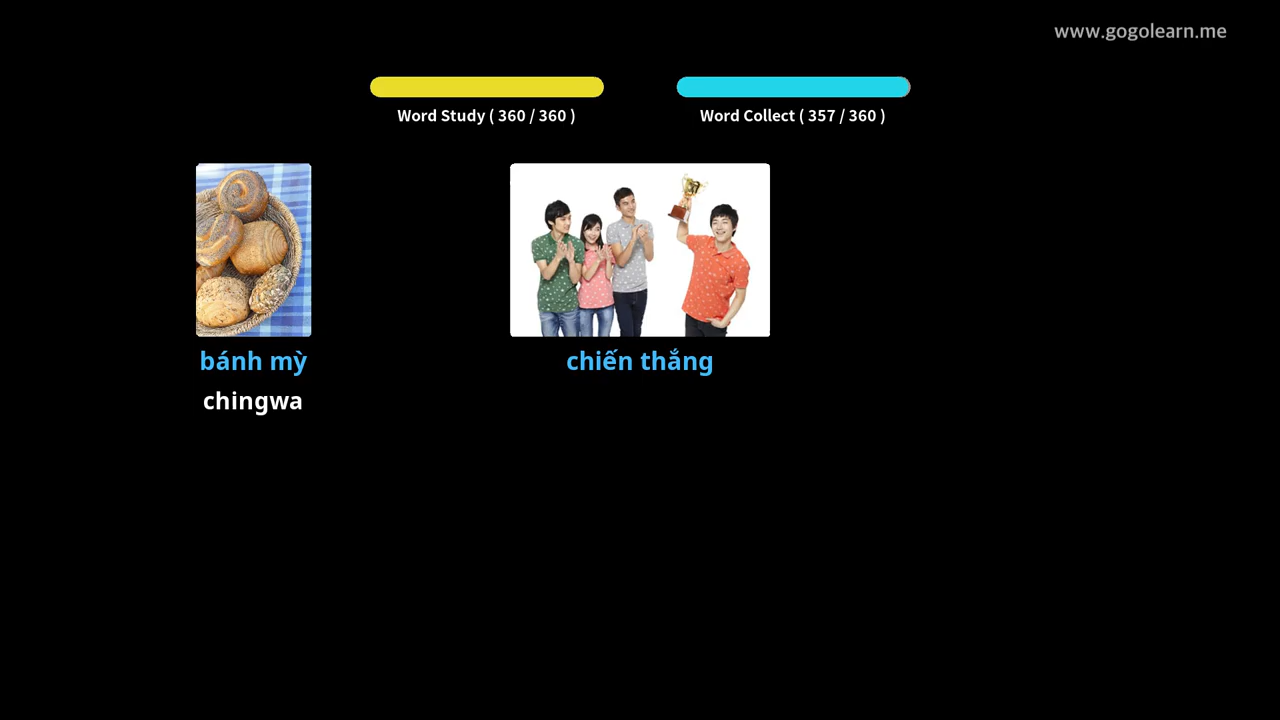 www.gogolearn.me
Word Study ( 360 / 360 )
Word Collect ( 357 / 360 )
bánh mỳ
chingwa
chiến thắng